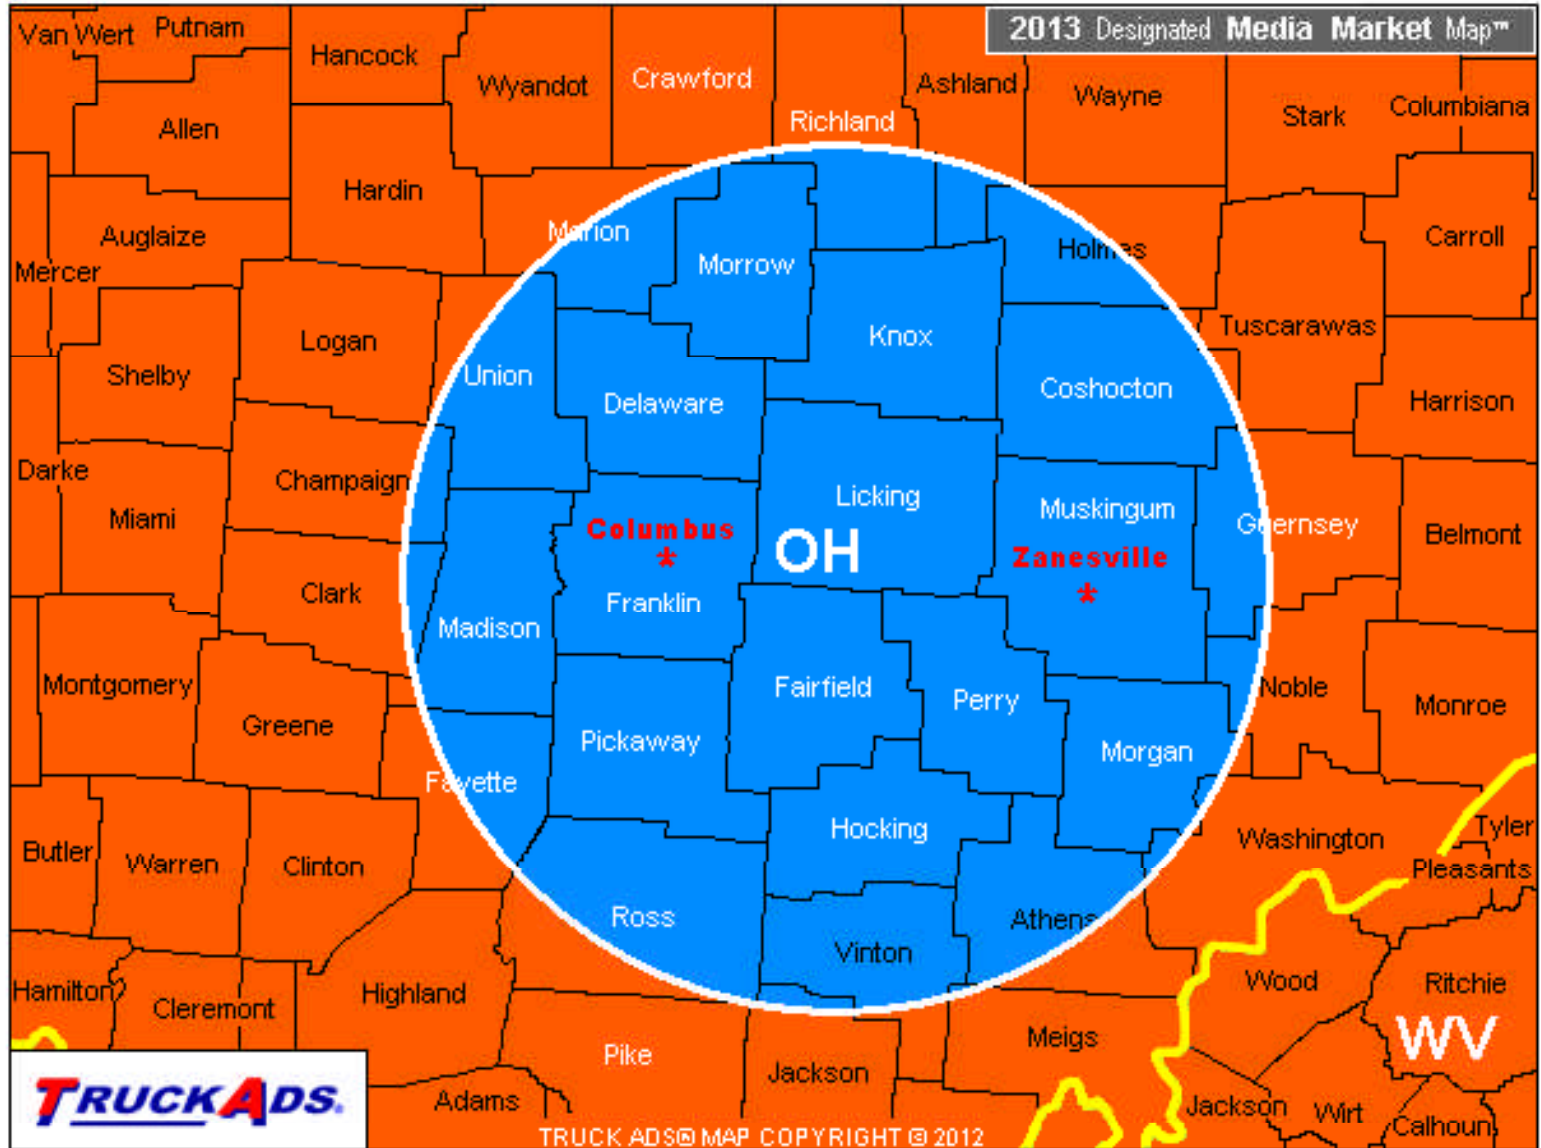 2013 Designated Media Market Map™
Van Wert
Putnam
Hancock
Wyandot
Crawford
Richland
Ashland
Wayne
Stark
Columbiana
Allen
Hardin
Marion
Morrow
Holmes
Carroll
Auglaize
Mercer
Logan
Knox
Tuscarawas
Shelby
Union
Delaware
Coshocton
Harrison
Darke
Champaign
Licking
Muskingum
Guernsey
Belmont
Miami
Columbus
*
OH
Zanesville
*
Clark
Franklin
Madison
Montgomery
Fairfield
Perry
Noble
Monroe
Greene
Pickaway
Morgan
Fayette
Hocking
Washington
Tyler
Butler
Warren
Clinton
Pleasants
Ross
Athens
Vinton
Hamilton
Cleremont
Highland
Wood
Ritchie
WV
Pike
Jackson
Meigs
TRUCKADS®
Adams
Jackson
Wirt
Calhoun
TRUCK ADS® MAP COPYRIGHT © 2012